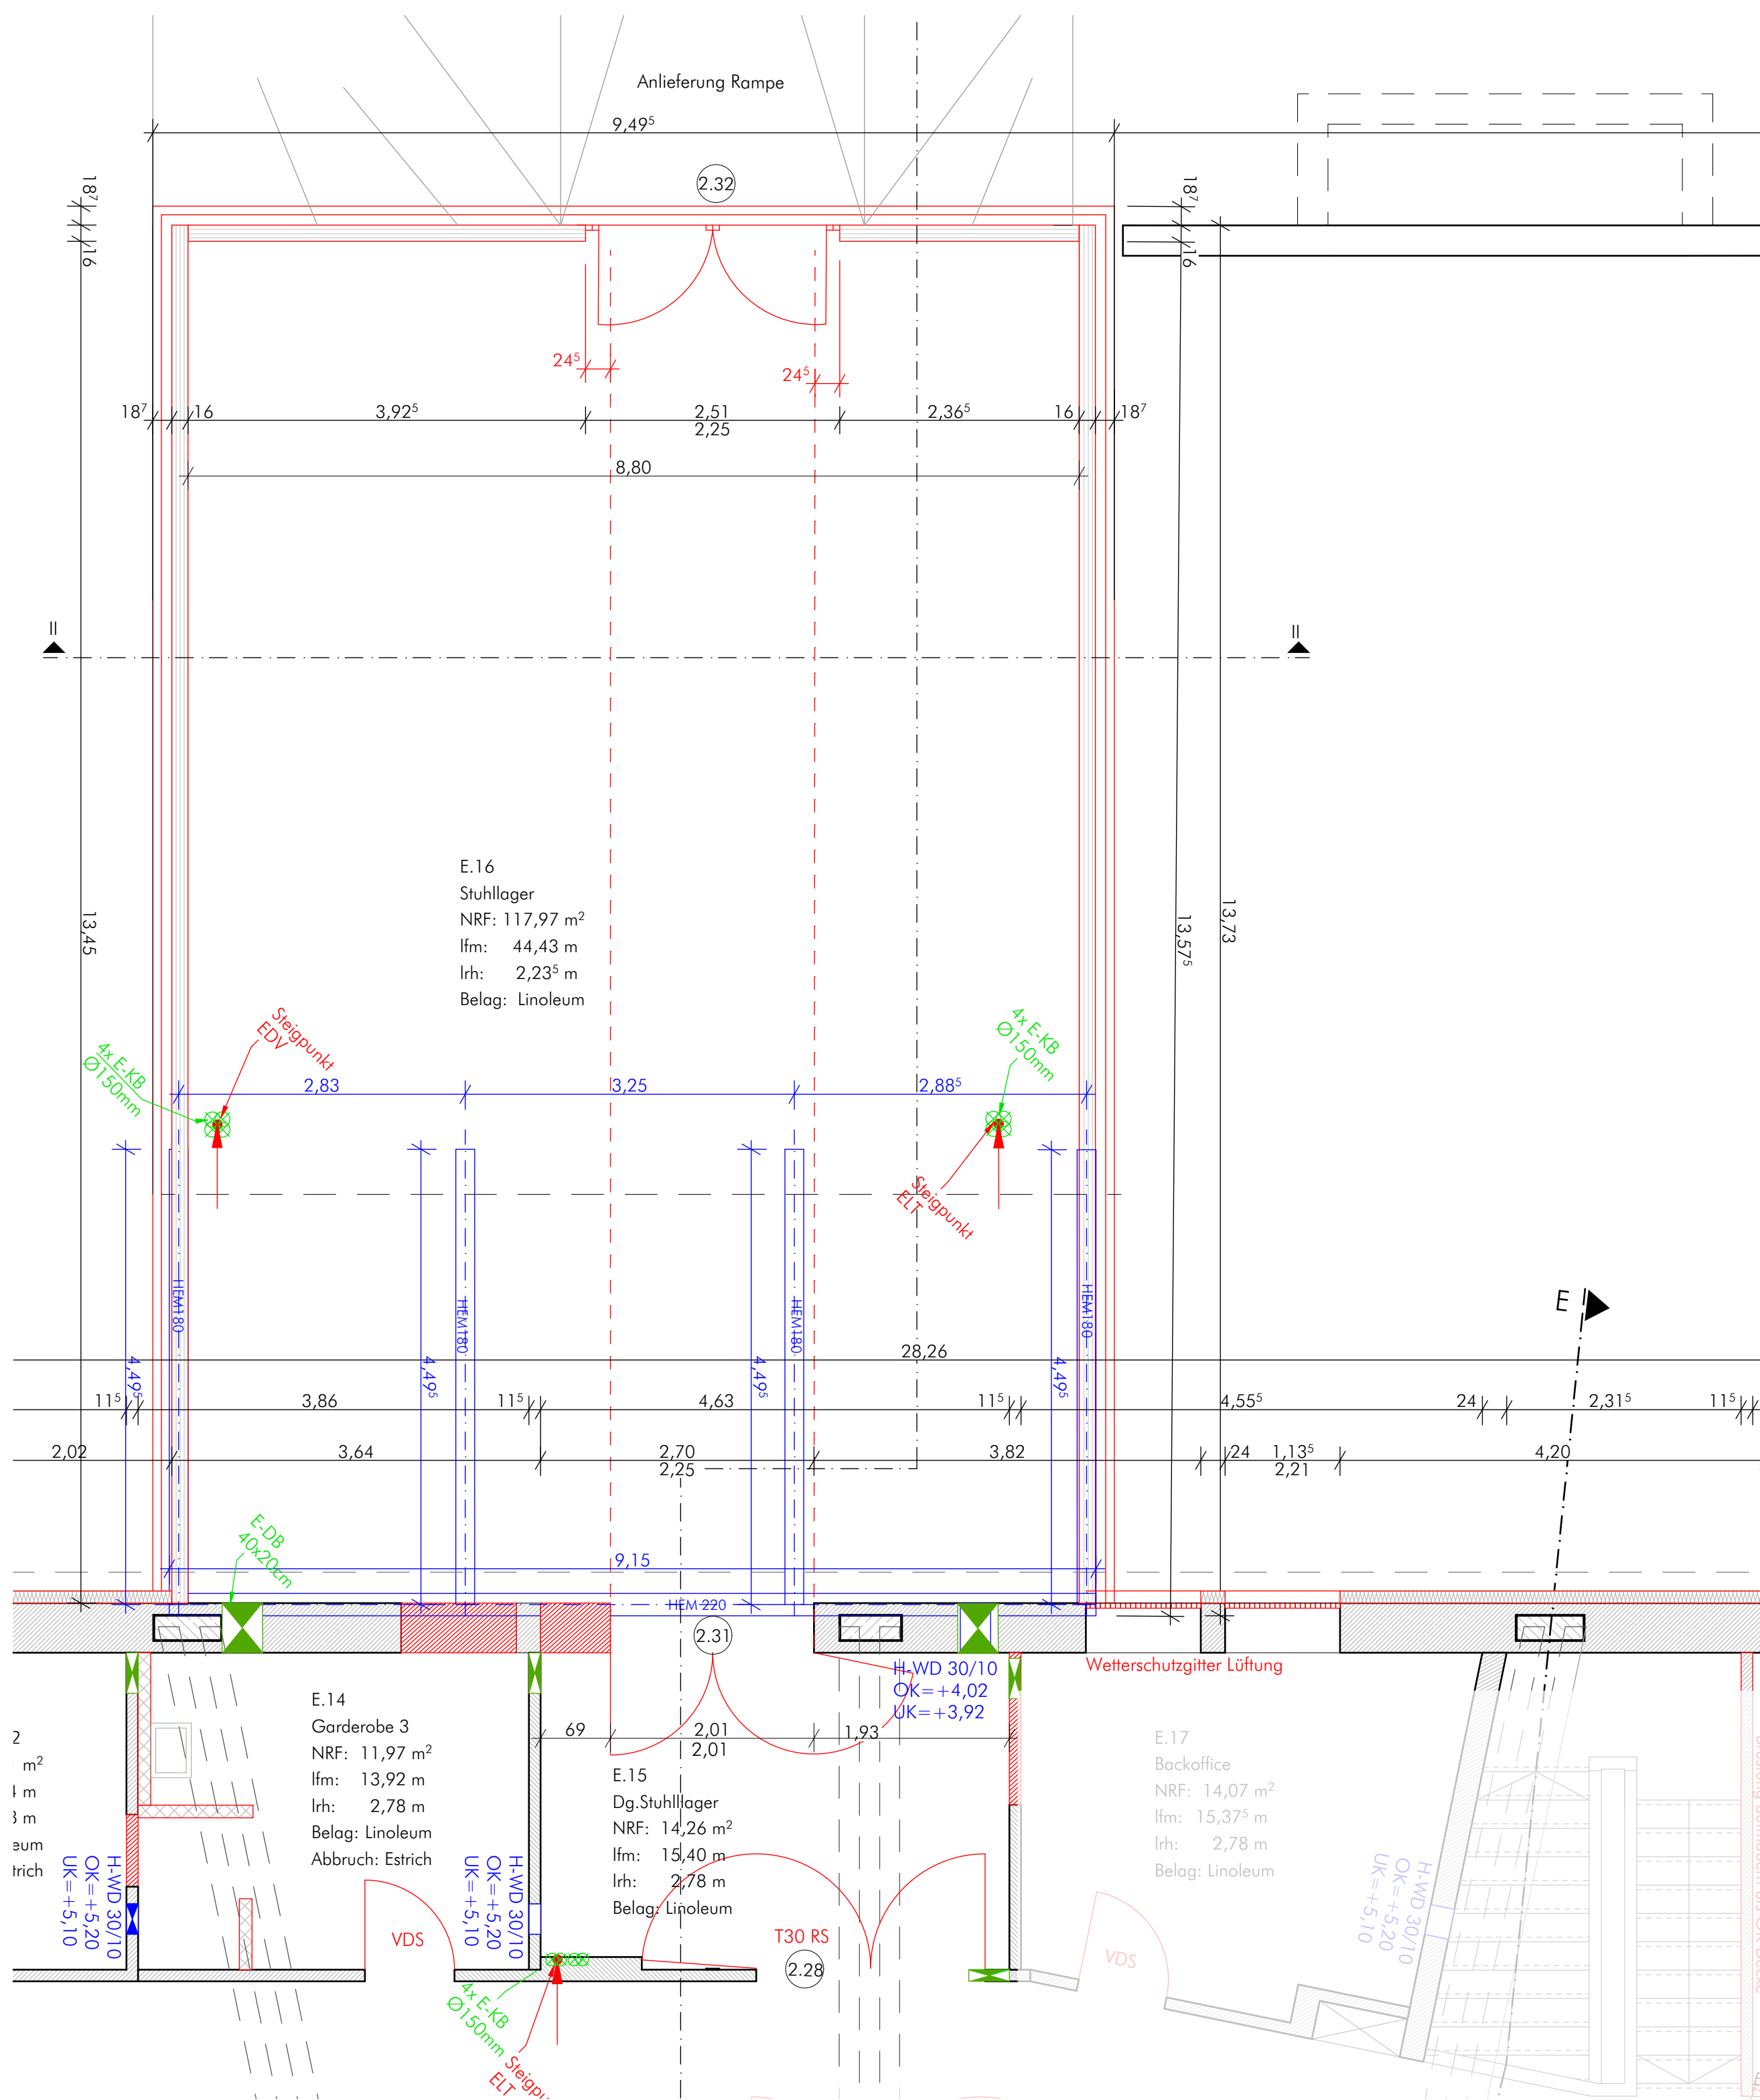 Anlieferung Rampe
9,49⁵
2.32
18⁷
16
18⁷
16
24⁵
24⁵
18⁷
16
3,92⁵
2,51
2,25
2,36⁵
16
18⁷
8,80
II
II
13,45
13,57⁵
13,73
E.16
Stuhllager
NRF: 117,97 m²
lfm: 44,43 m
lrh: 2,23⁵ m
Belag: Linoleum
Steigpunkt
EDV
4x E-KB
Ø150mm
4x E-KB
Ø150mm
Steigpunkt
ELT
2,83
3,25
2,88⁵
HEM180
HEM180
HEM180
HEM180
4,49⁵
4,49⁵
4,49⁵
4,49⁵
E
28,26
11⁵
3,86
11⁵
4,63
11⁵
4,55⁵
24
2,31⁵
11⁵
2,02
3,64
2,70
2,25
3,82
24
1,13⁵
2,21
4,20
E-DB
40x20cm
9,15
HEM 220
2.31
Wetterschutzgitter Lüftung
H-WD 30/10
OK=+4,02
UK=+3,92
69
2,01
2,01
1,93
E.14
Garderobe 3
NRF: 11,97 m²
lfm: 13,92 m
lrh: 2,78 m
Belag: Linoleum
Abbruch: Estrich
E.15
Dg.Stuhlllager
NRF: 14,26 m²
lfm: 15,40 m
lrh: 2,78 m
Belag: Linoleum
E.17
Backoffice
NRF: 14,07 m²
lfm: 15,37⁵ m
lrh: 2,78 m
Belag: Linoleum
2
m²
m
m
eum
trich
H-WD 30/10
OK=+5,20
UK=+5,10
H-WD 30/10
OK=+5,20
UK=+5,10
H-WD 30/10
OK=+5,20
UK=+5,10
VDS
T30 RS
2.28
VDS
4x E-KB
Ø150mm
Steigpu
ELT